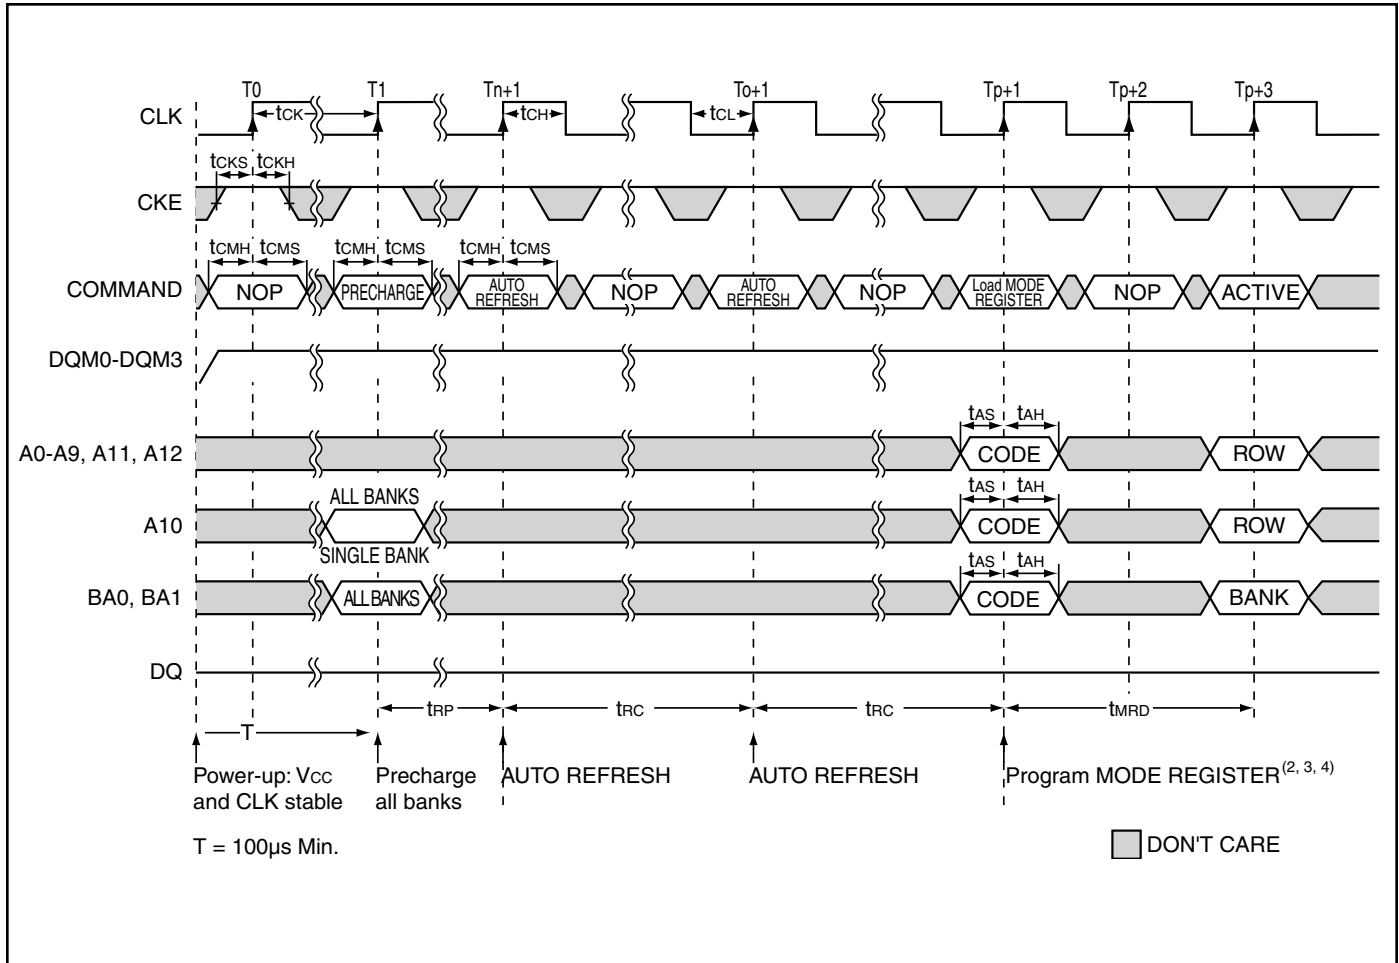 T0 T1 Tn+1 To+1 Tp+1 Tp+2 Tp+3
CLK tCK tCH tCL
tCKS tCKH
CKE
tCMH tCMS tCMH tCMS tCMH tCMS
COMMAND NOP PRECHARGE AUTO REFRESH NOP AUTO REFRESH NOP Load MODE REGISTER NOP ACTIVE
DQM0-DQM3
tAS tAH
A0-A9, A11, A12 CODE ROW
ALL BANKS tAS tAH
A10 CODE ROW
SINGLE BANK tAS tAH
BA0, BA1 ALL BANKS CODE BANK
DQ
tRP tRC tRC tMRD
T
Power-up: VCC Precharge AUTO REFRESH AUTO REFRESH Program MODE REGISTER(2, 3, 4)
and CLK stable all banks
T = 100µs Min. DON'T CARE